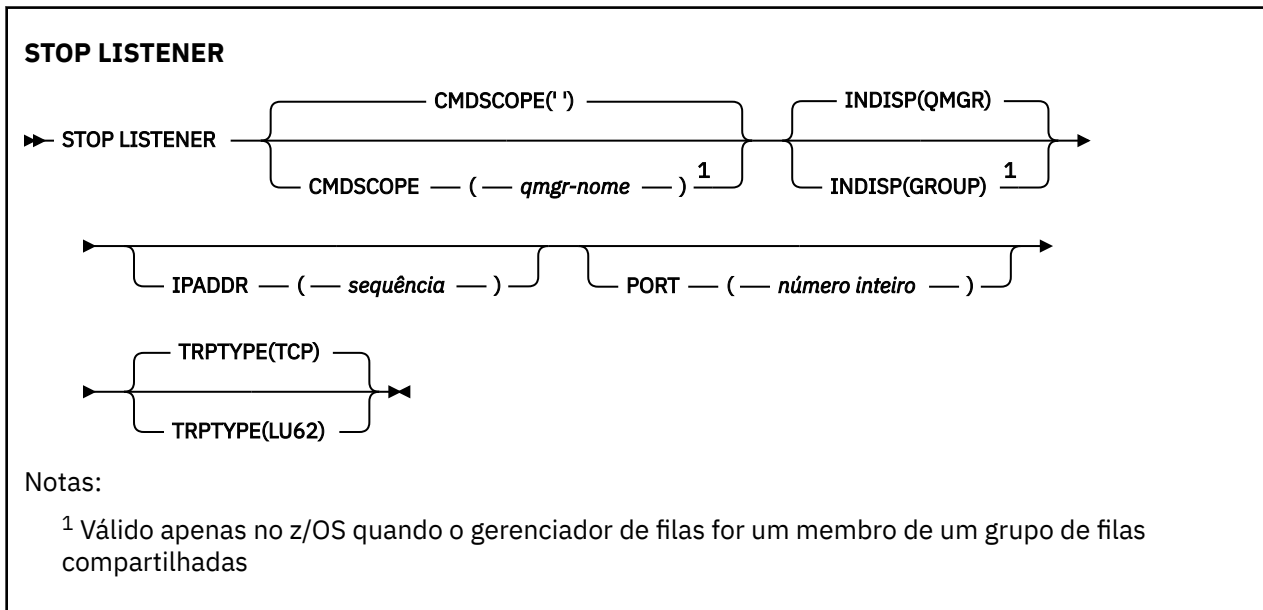 STOP LISTENER
CMDSCOPE(' ') INDISP(QMGR)
STOP LISTENER
CMDSCOPE ( qmgr-nome ) 1 INDISP(GROUP) 1
IPADDR ( sequência ) PORT ( número inteiro )
TRPTYPE(TCP)
TRPTYPE(LU62)
Notas:
1 Válido apenas no z/OS quando o gerenciador de filas for um membro de um grupo de filas
compartilhadas